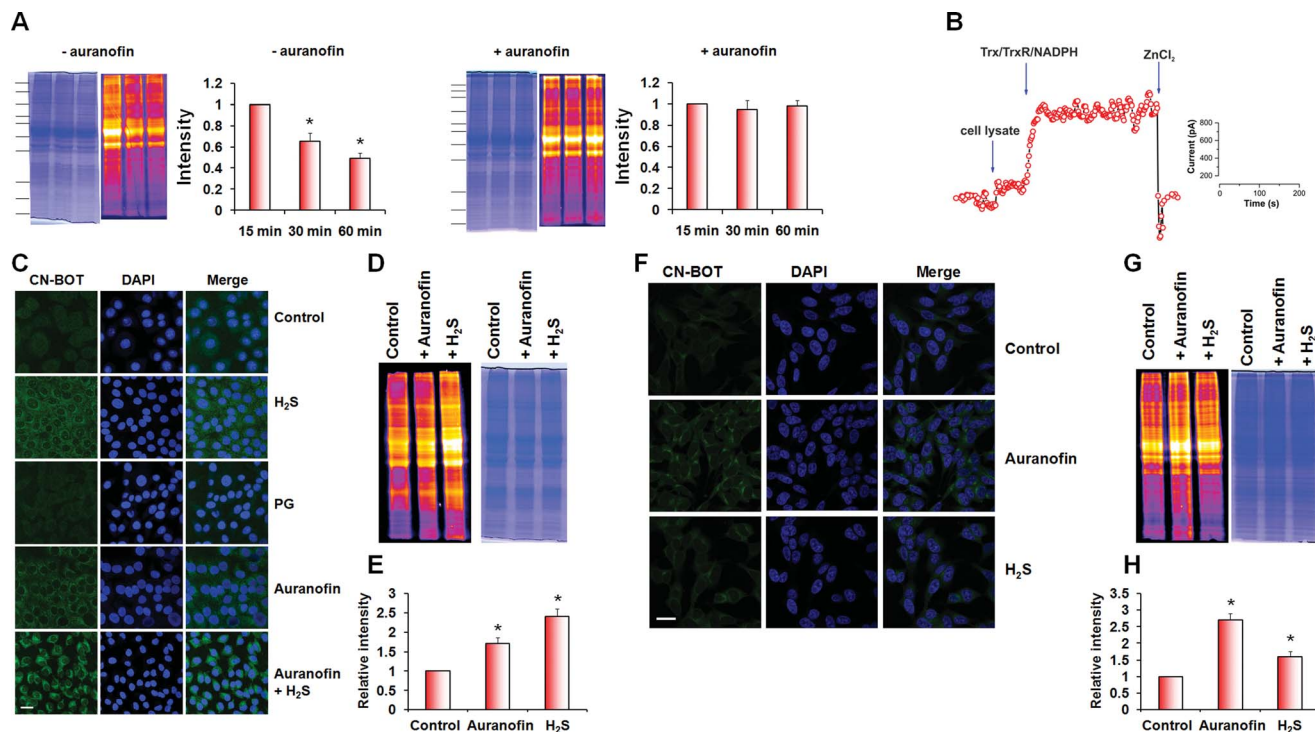 A
- auranofin
- auranofin
Intensity
1.2
1
0.8
0.6
0.4
0.2
0
*
*
15 min 30 min 60 min
+ auranofin
+ auranofin
Intensity
1.2
1
0.8
0.6
0.4
0.2
0
15 min 30 min 60 min
B
Trx/TrxR/NADPH
ZnCl₂
cell lysate
Current (pA)
800
600
400
200
0 100 200
Time (s)
C
CN-BOT DAPI Merge
Control
H₂S
PG
Auranofin
Auranofin
+ H₂S
D
Control
+ Auranofin
+ H₂S
Control
+ Auranofin
+ H₂S
E
Relative intensity
3
2.5
2
1.5
1
0.5
0
*
*
Control Auranofin H₂S
F
CN-BOT DAPI Merge
Control
Auranofin
H₂S
G
Control
+ Auranofin
+ H₂S
Control
+ Auranofin
+ H₂S
H
Relative intensity
3.5
3
2.5
2
1.5
1
0.5
0
*
*
Control Auranofin H₂S